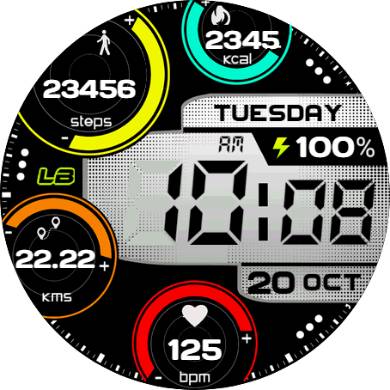 23456
steps
2345
kcal
TUESDAY
AM
100%
LB
10:08
22.22
KMS
20 OCT
125
bpm